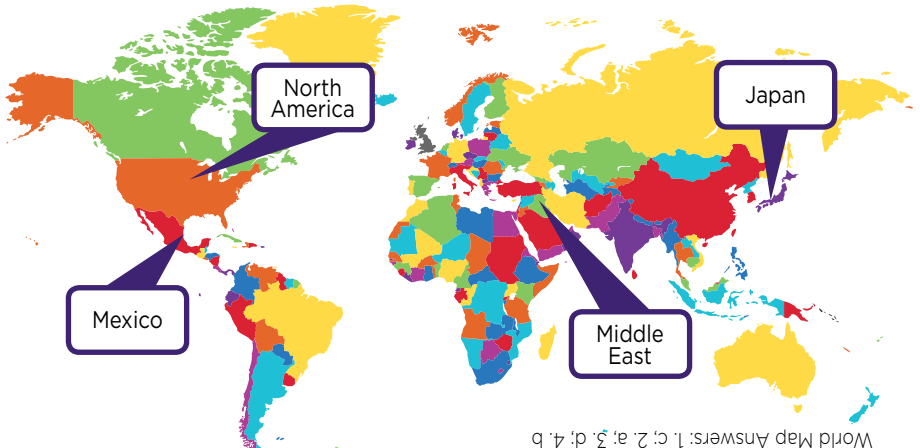 North
America
Japan
Mexico
Middle
East
World Map Answers: 1. c; 2. a; 3. d; 4. b